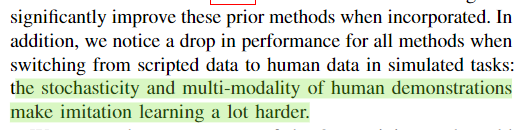 significantly improve these prior methods when incorporated. In
addition, we notice a drop in performance for all methods when
switching from scripted data to human data in simulated tasks:
the stochasticity and multi-modality of human demonstrations
make imitation learning a lot harder.